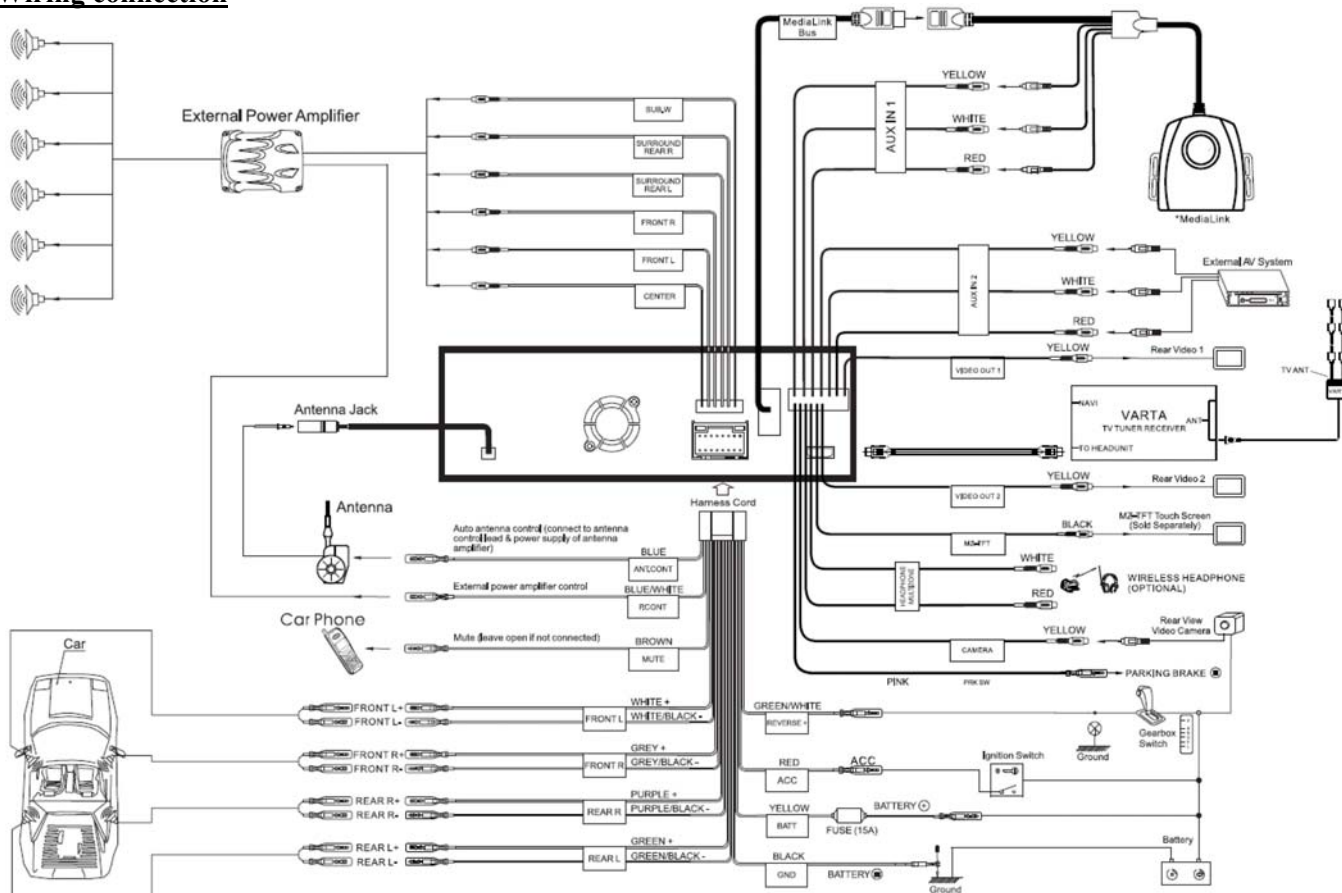 Wiring connection
MediaLink
Bus
External Power Amplifier
SUB.W
SURROUND
REAR R
SURROUND
REAR L
FRONT R
FRONT L
CENTER
YELLOW
WHITE
RED
AUX IN 1
*MediaLink
YELLOW
WHITE
RED
AUX IN 2
External AV System
YELLOW
VIDEO OUT 1
Rear Video 1
TV ANT
NAVI
VARTA
TV TUNER RECEIVER
ANT
TO HEADUNIT
Antenna Jack
Antenna
Harness Cord
YELLOW
VIDEO OUT 2
Rear Video 2
BLACK
MZ-TFT
MZ-TFT Touch Screen
(Sold Separately)
WHITE
RED
HEADPHONE
MULTIZONE
WIRELESS HEADPHONE
(OPTIONAL)
YELLOW
CAMERA
Rear View
Video Camera
PINK
PRK SW
PARKING BRAKE
Auto antenna control (connect to antenna
control lead & power supply of antenna
amplifier)
BLUE
ANT.CONT
External power amplifier control
BLUE/WHITE
P.CONT
Car Phone
Mute (leave open if not connected)
BROWN
MUTE
Car
FRONT L+
FRONT L-
FRONT L
WHITE +
WHITE/BLACK -
FRONT R+
FRONT R-
FRONT R
GREY +
GREY/BLACK -
REAR R+
REAR R-
REAR R
PURPLE +
PURPLE/BLACK -
REAR L+
REAR L-
REAR L
GREEN +
GREEN/BLACK -
GREEN/WHITE
REVERSE +
Ground
Gearbox
Switch
RED
ACC
ACC
Ignition Switch
YELLOW
BATT
FUSE (15A)
BATTERY ⊕
BLACK
GND
BATTERY
Ground
Battery